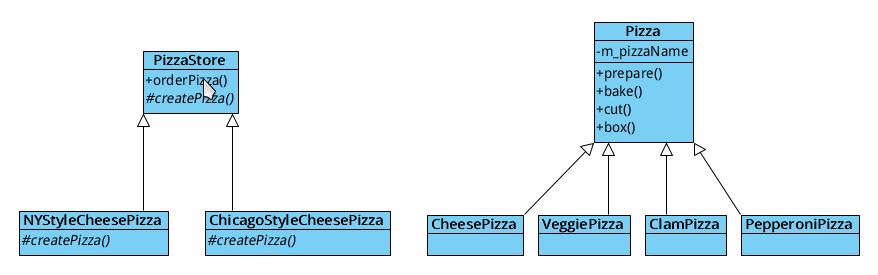 PizzaStore
+orderPizza()
#createPizza()
NYStyleCheesePizza
#createPizza()
ChicagoStyleCheesePizza
#createPizza()
Pizza
-m_pizzaName
+prepare()
+bake()
+cut()
+box()
CheesePizza
VeggiePizza
ClamPizza
PepperoniPizza